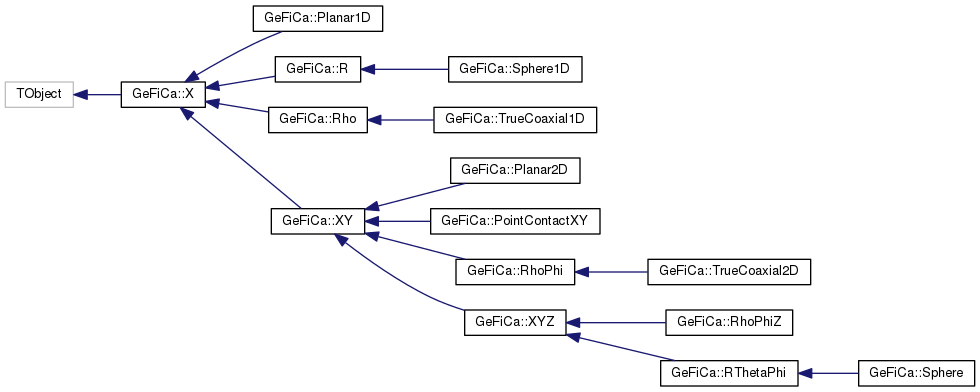 GeFiCa::Planar1D
GeFiCa::R
GeFiCa::Sphere1D
TObject
GeFiCa::X
GeFiCa::Rho
GeFiCa::TrueCoaxial1D
GeFiCa::Planar2D
GeFiCa::XY
GeFiCa::PointContactXY
GeFiCa::RhoPhi
GeFiCa::TrueCoaxial2D
GeFiCa::XYZ
GeFiCa::RhoPhiZ
GeFiCa::RThetaPhi
GeFiCa::Sphere